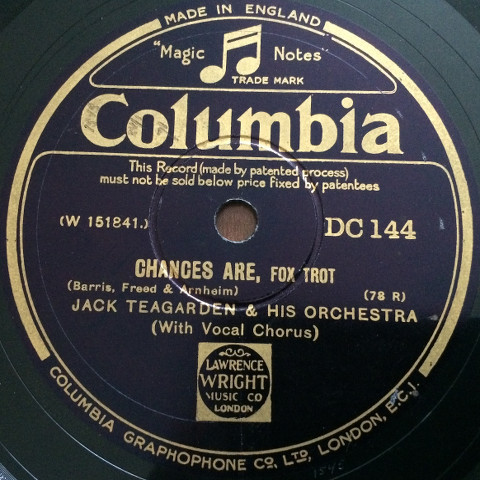 MADE IN ENGLAND
"Magic Notes"
TRADE MARK
Columbia
This Record (made by patented process)
must not be sold below price fixed by patentees
(W 151841.)
DC 144
CHANCES ARE, FOX TROT
(Barris, Freed & Arnheim) (78 R)
JACK TEAGARDEN & HIS ORCHESTRA
(With Vocal Chorus)
LAWRENCE
WRIGHT
MUSIC CO
LONDON
COLUMBIA GRAPHOPHONE CO, LTD, LONDON, E.C.1.